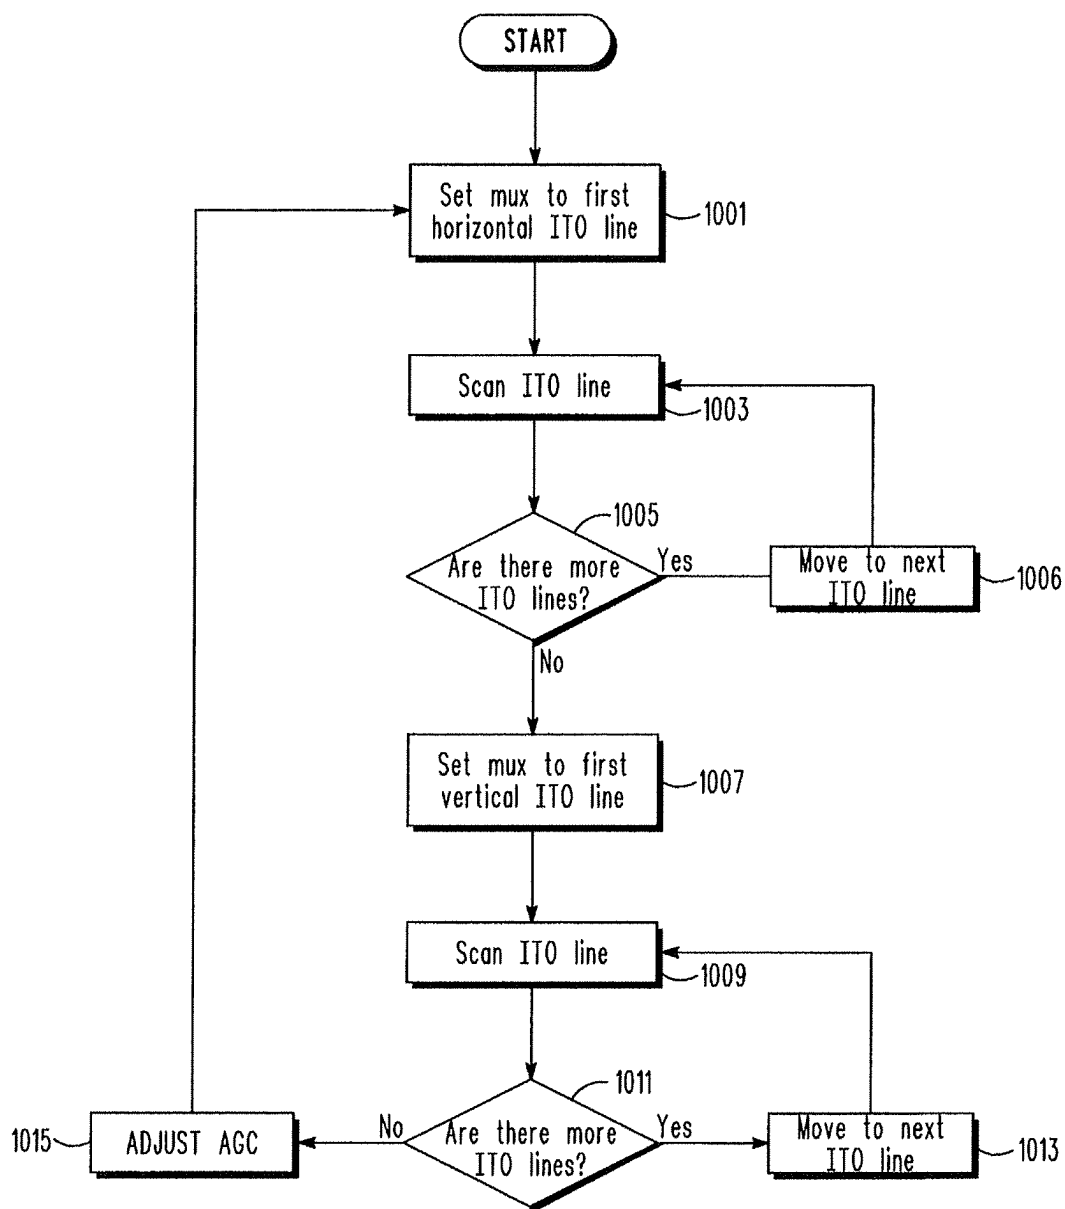 START
Set mux to first
horizontal ITO line
1001
Scan ITO line
1003
1005
Are there more
ITO lines?
Yes
Move to next
ITO line
1006
No
Set mux to first
vertical ITO line
1007
Scan ITO line
1009
1011
Are there more
ITO lines?
No
Yes
1015
ADJUST AGC
Move to next
ITO line
1013